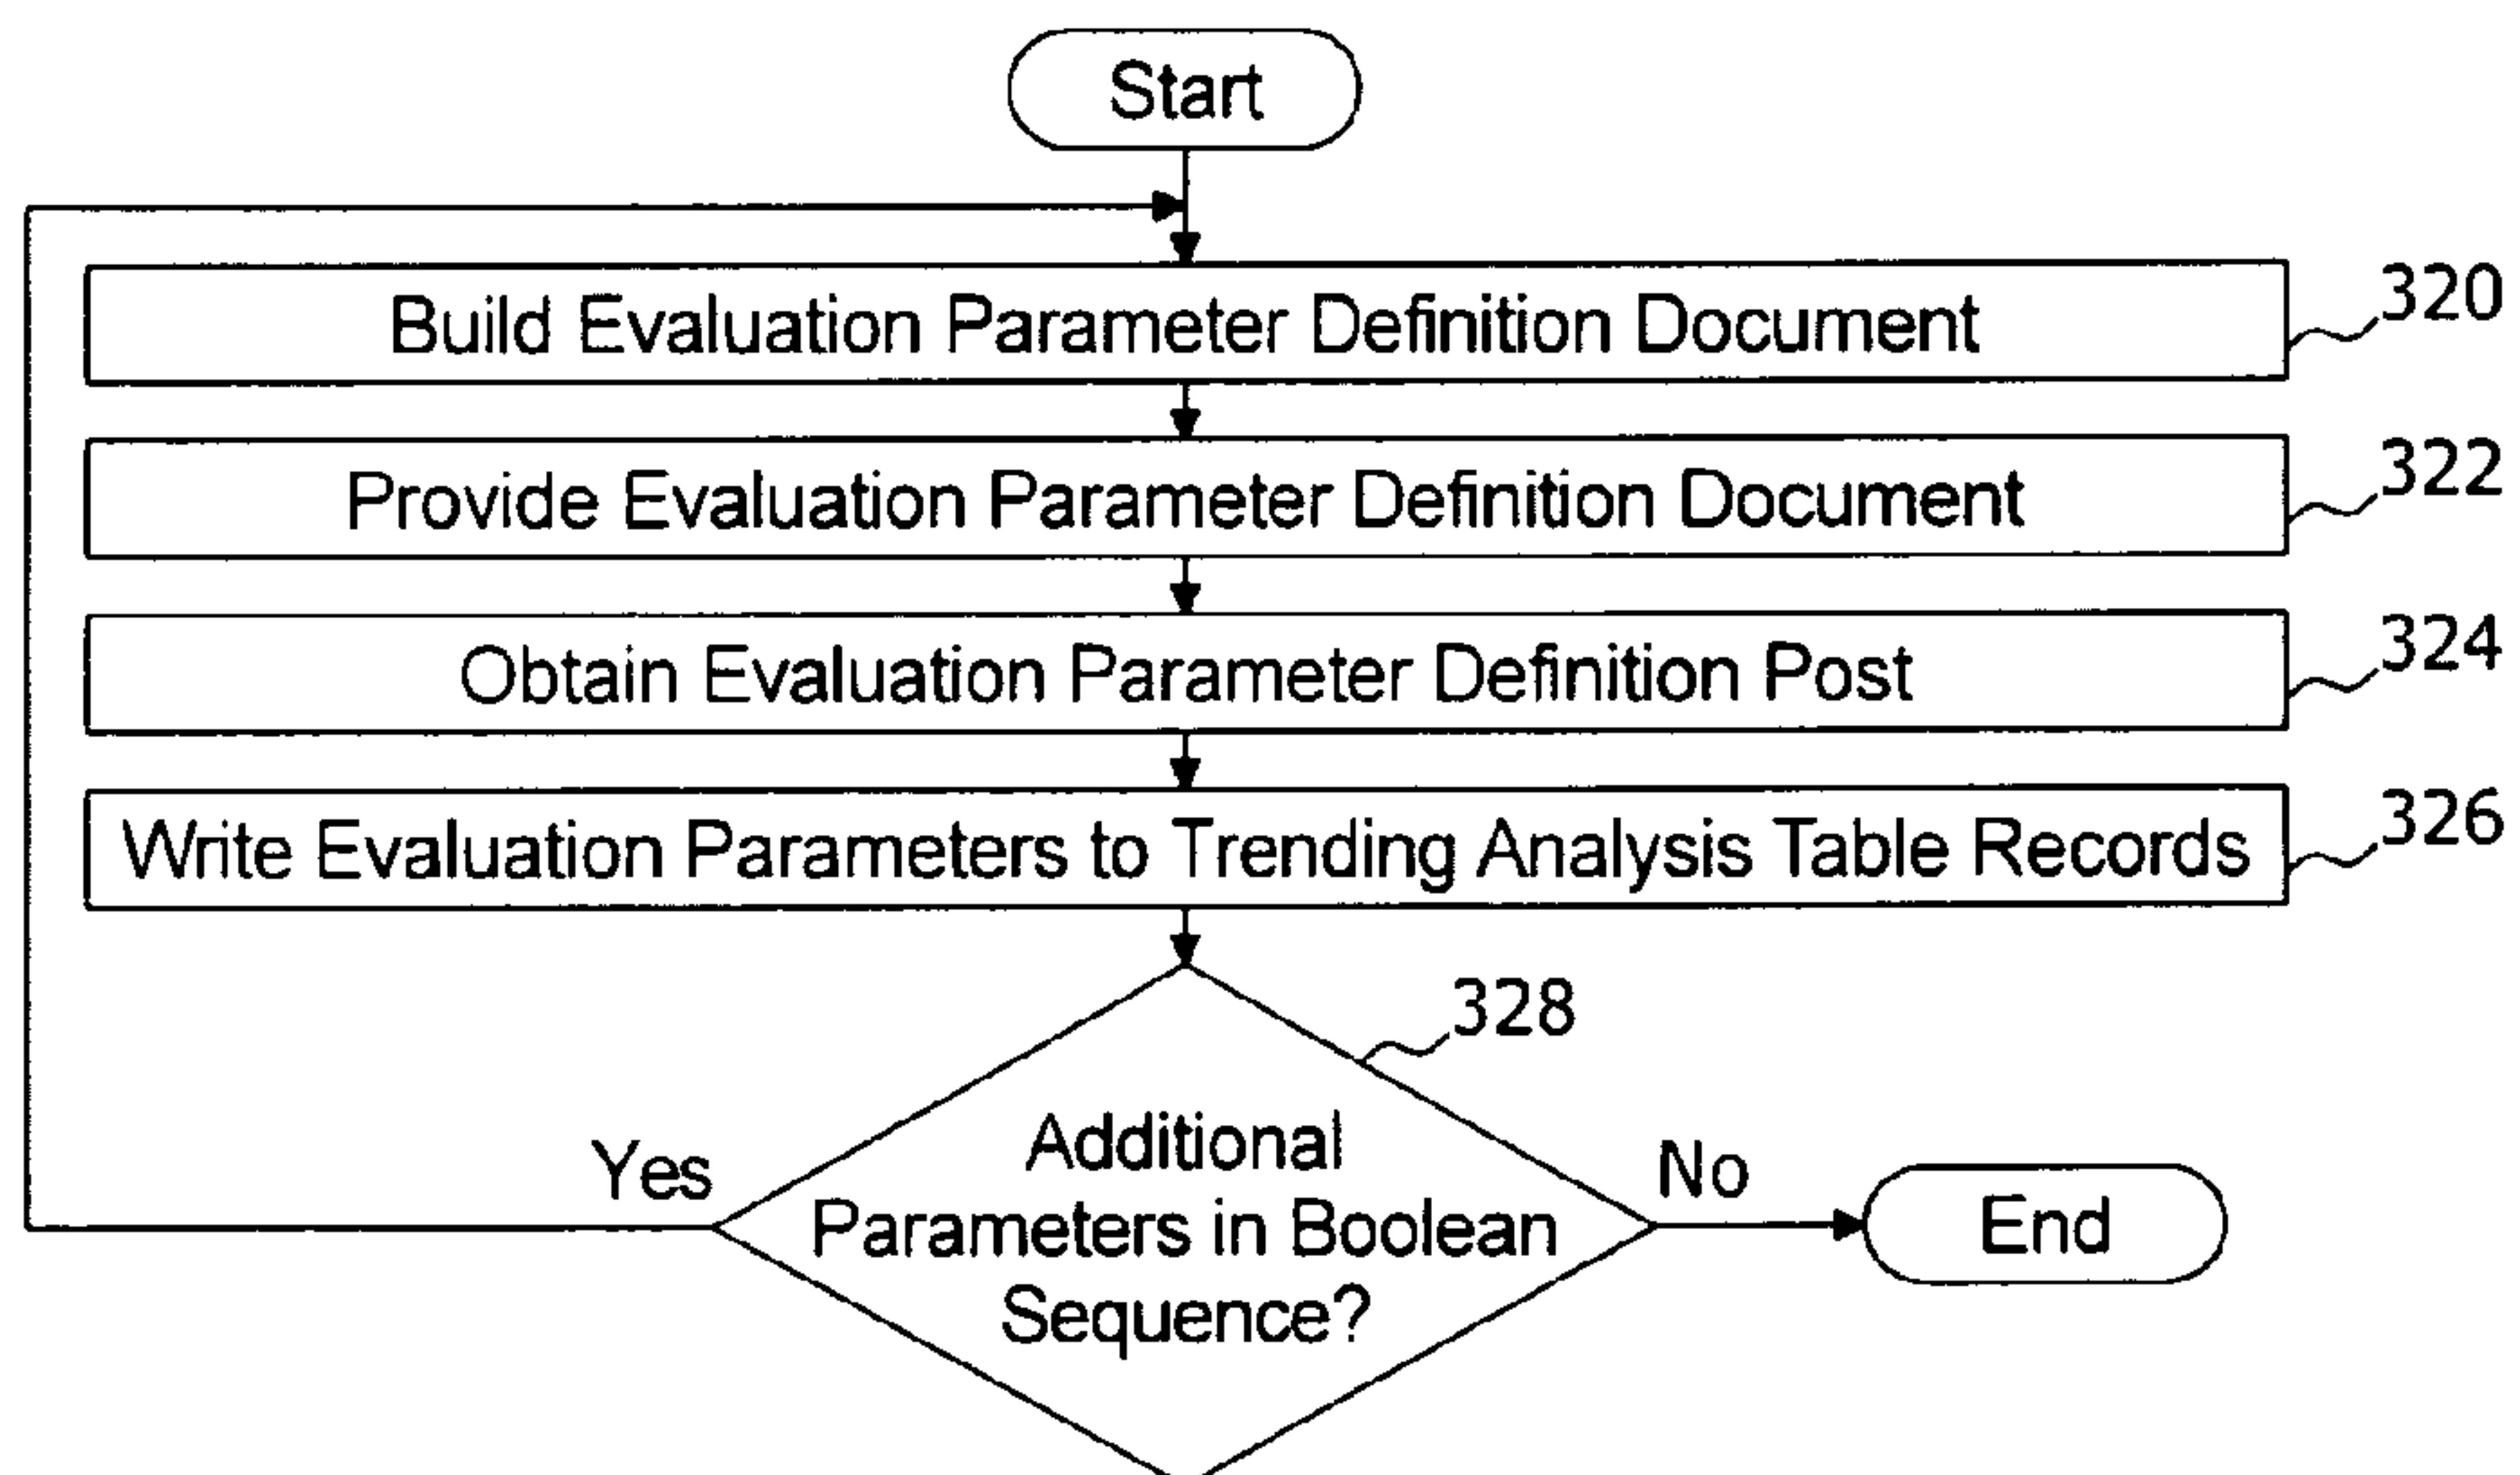 Start
Build Evaluation Parameter Definition Document
320
Provide Evaluation Parameter Definition Document
322
Obtain Evaluation Parameter Definition Post
324
Write Evaluation Parameters to Trending Analysis Table Records
326
328
Additional
Parameters in Boolean
Sequence?
Yes
No
End